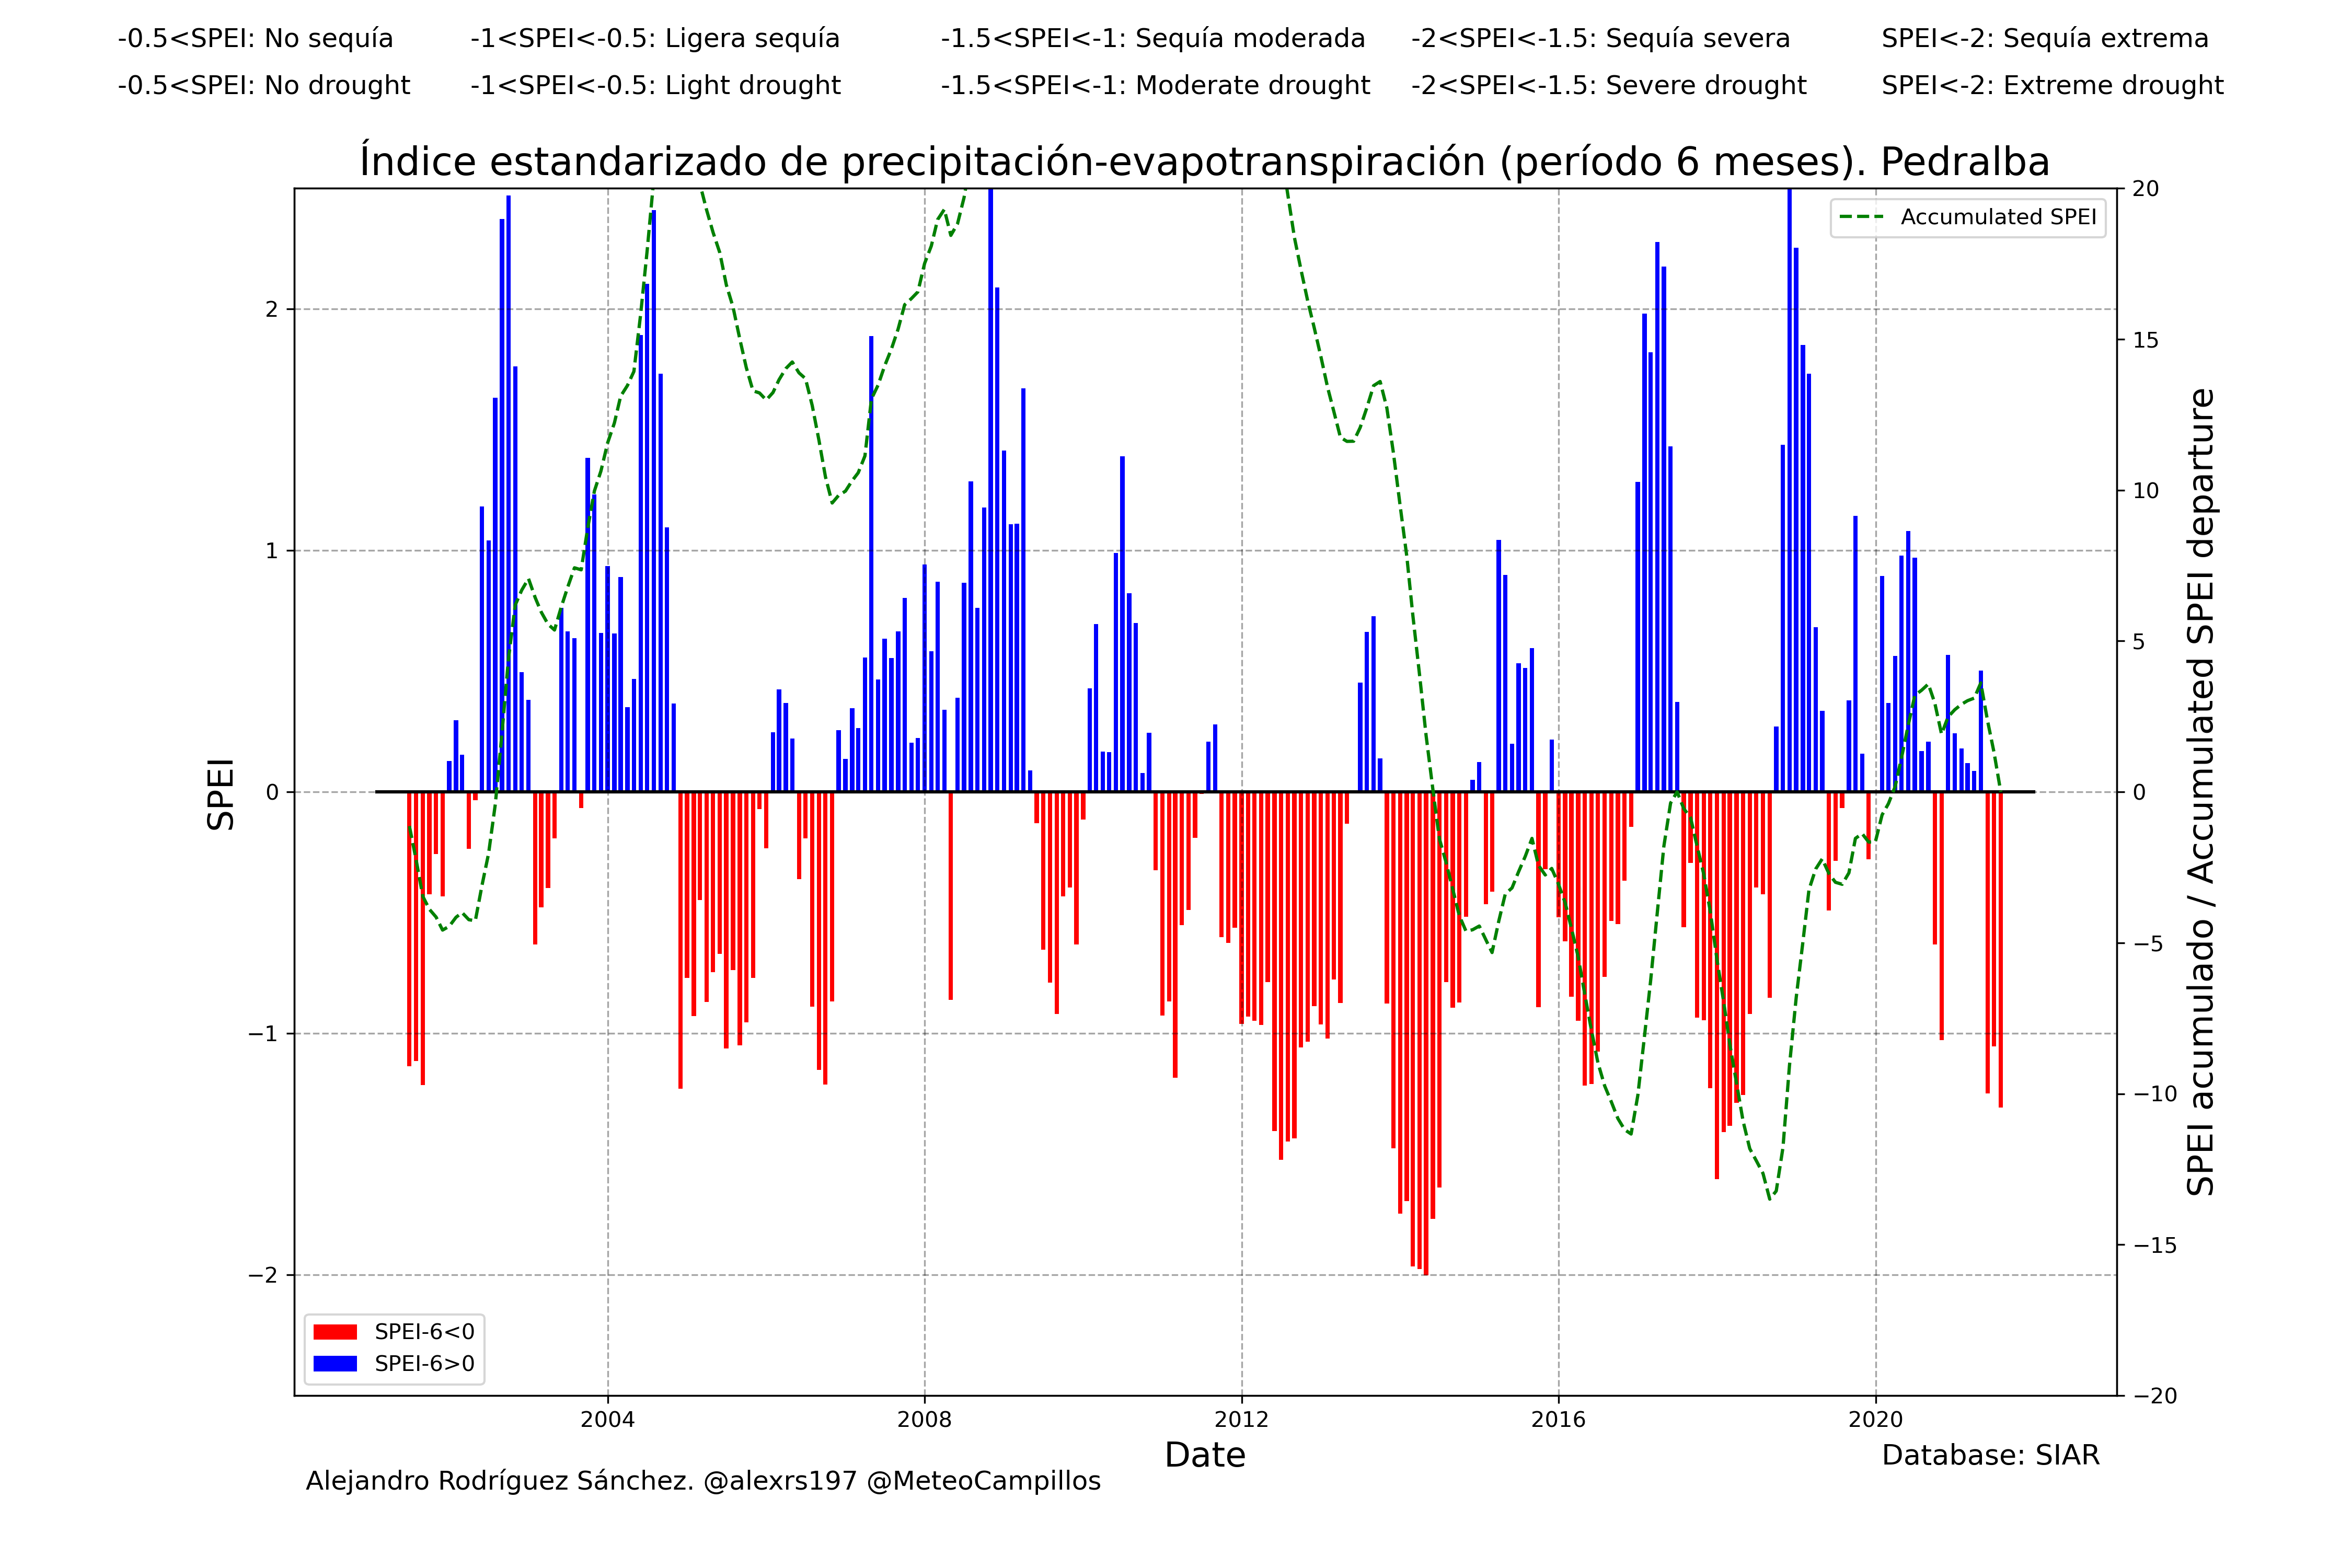 -0.5<SPEI: No sequía -1<SPEI<-0.5: Ligera sequía -1.5<SPEI<-1: Sequía moderada -2<SPEI<-1.5: Sequía severa SPEI<-2: Sequía extrema
-0.5<SPEI: No drought -1<SPEI<-0.5: Light drought -1.5<SPEI<-1: Moderate drought -2<SPEI<-1.5: Severe drought SPEI<-2: Extreme drought
Índice estandarizado de precipitación-evapotranspiración (período 6 meses). Pedralba
Accumulated SPEI
SPEI
2
1
0
−1
−2
20
15
10
5
0
−5
−10
−15
−20
SPEI acumulado / Accumulated SPEI departure
SPEI-6<0
SPEI-6>0
2004 2008 2012 2016 2020
Date
Database: SIAR
Alejandro Rodríguez Sánchez. @alexrs197 @MeteoCampillos